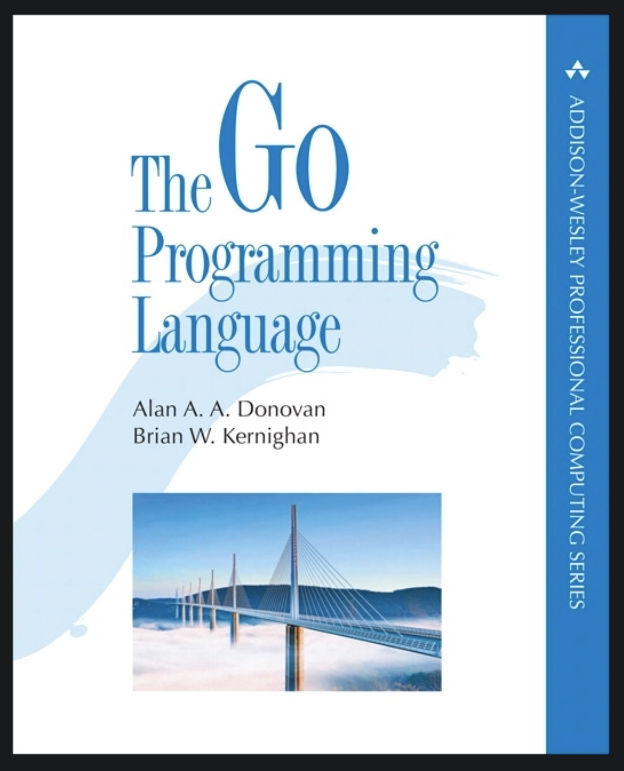 The Go
Programming
Language
Alan A. A. Donovan
Brian W. Kernighan
ADDISON-WESLEY PROFESSIONAL COMPUTING SERIES